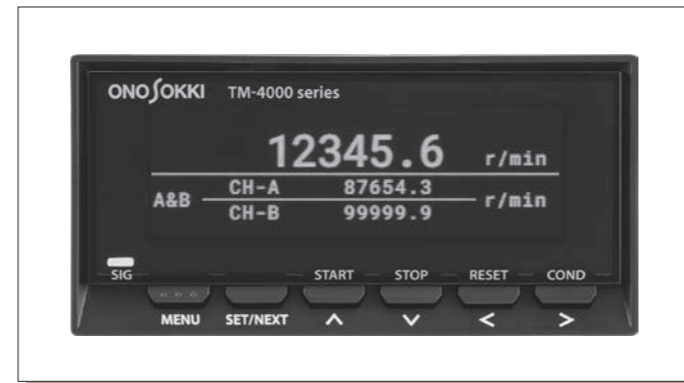 ONO SOKKI TM-4000 series
12345.6 r/min
A&B CH-A 87654.3 r/min
CH-B 99999.9
SIG START STOP RESET COND
MENU SET/NEXT ∧ ∨ < >